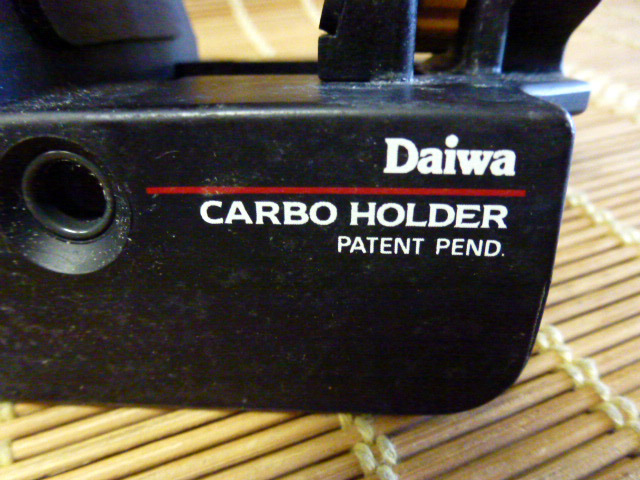 Daiwa
CARBO HOLDER
PATENT PEND.